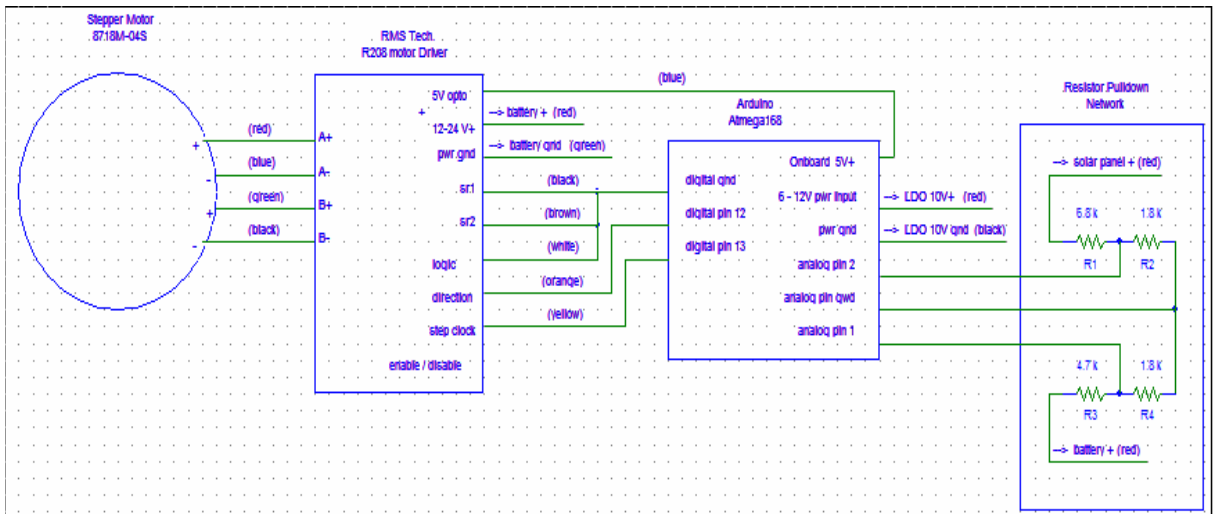 Stepper Motor
8718M-04S
RMS Tech.
R208 motor Driver
(red)
(blue)
(green)
(black)
+
-
+
-
A+
A-
B+
B-
5V opto
+
12-24 V+
pwr gnd
sr1
sr2
logic
direction
step clock
enable / disable
(blue)
--> battery + (red)
--> battery gnd (green)
(black)
(brown)
(white)
(orange)
(yellow)
Arduino
Atmega168
digital gnd
digital pin 12
digital pin 13
Onboard 5V+
6 - 12V pwr input
pwr gnd
analog pin 2
analog pin gwd
analog pin 1
--> LDO 10V+ (red)
--> LDO 10V gnd (black)
Resistor Pulldown
Network
--> solar panel + (red)
6.8 k
1.8 k
R1
R2
4.7 k
1.8 k
R3
R4
--> battery + (red)